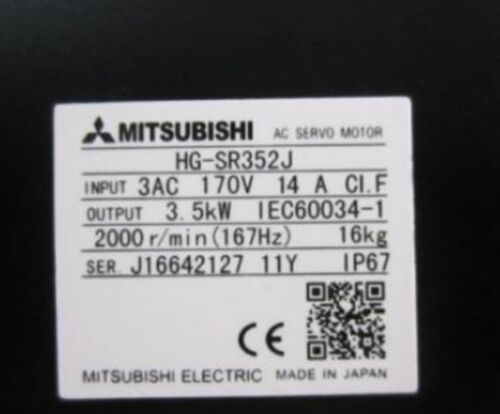 MITSUBISHI AC SERVO MOTOR
HG-SR352J
INPUT 3AC 170V 14 A CI.F
OUTPUT 3.5kW IEC60034-1
2000r/min(167Hz) 16kg
SER. J16642127 11Y IP67
CE
MITSUBISHI ELECTRIC MADE IN JAPAN